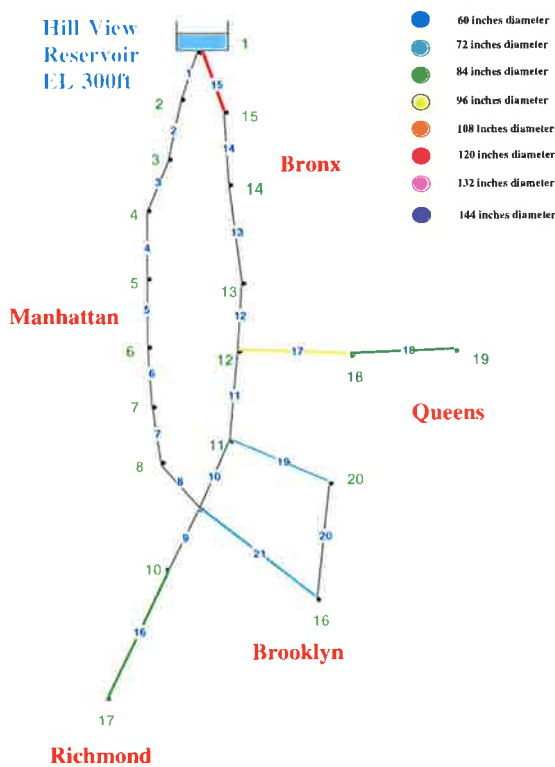 Hill View
Reservoir
EL 300ft
1
60 inches diameter
72 inches diameter
84 inches diameter
96 inches diameter
108 Inches diameter
120 inches diameter
132 inches diameter
144 inches diameter
1
15
2
15
2
14
Bronx
3
3
14
4
13
4
5
13
5
12
Manhattan
6
12
17
18
18
19
6
11
Queens
7
7
11
8
19
20
8
10
9
20
21
10
16
16
Brooklyn
17
Richmond